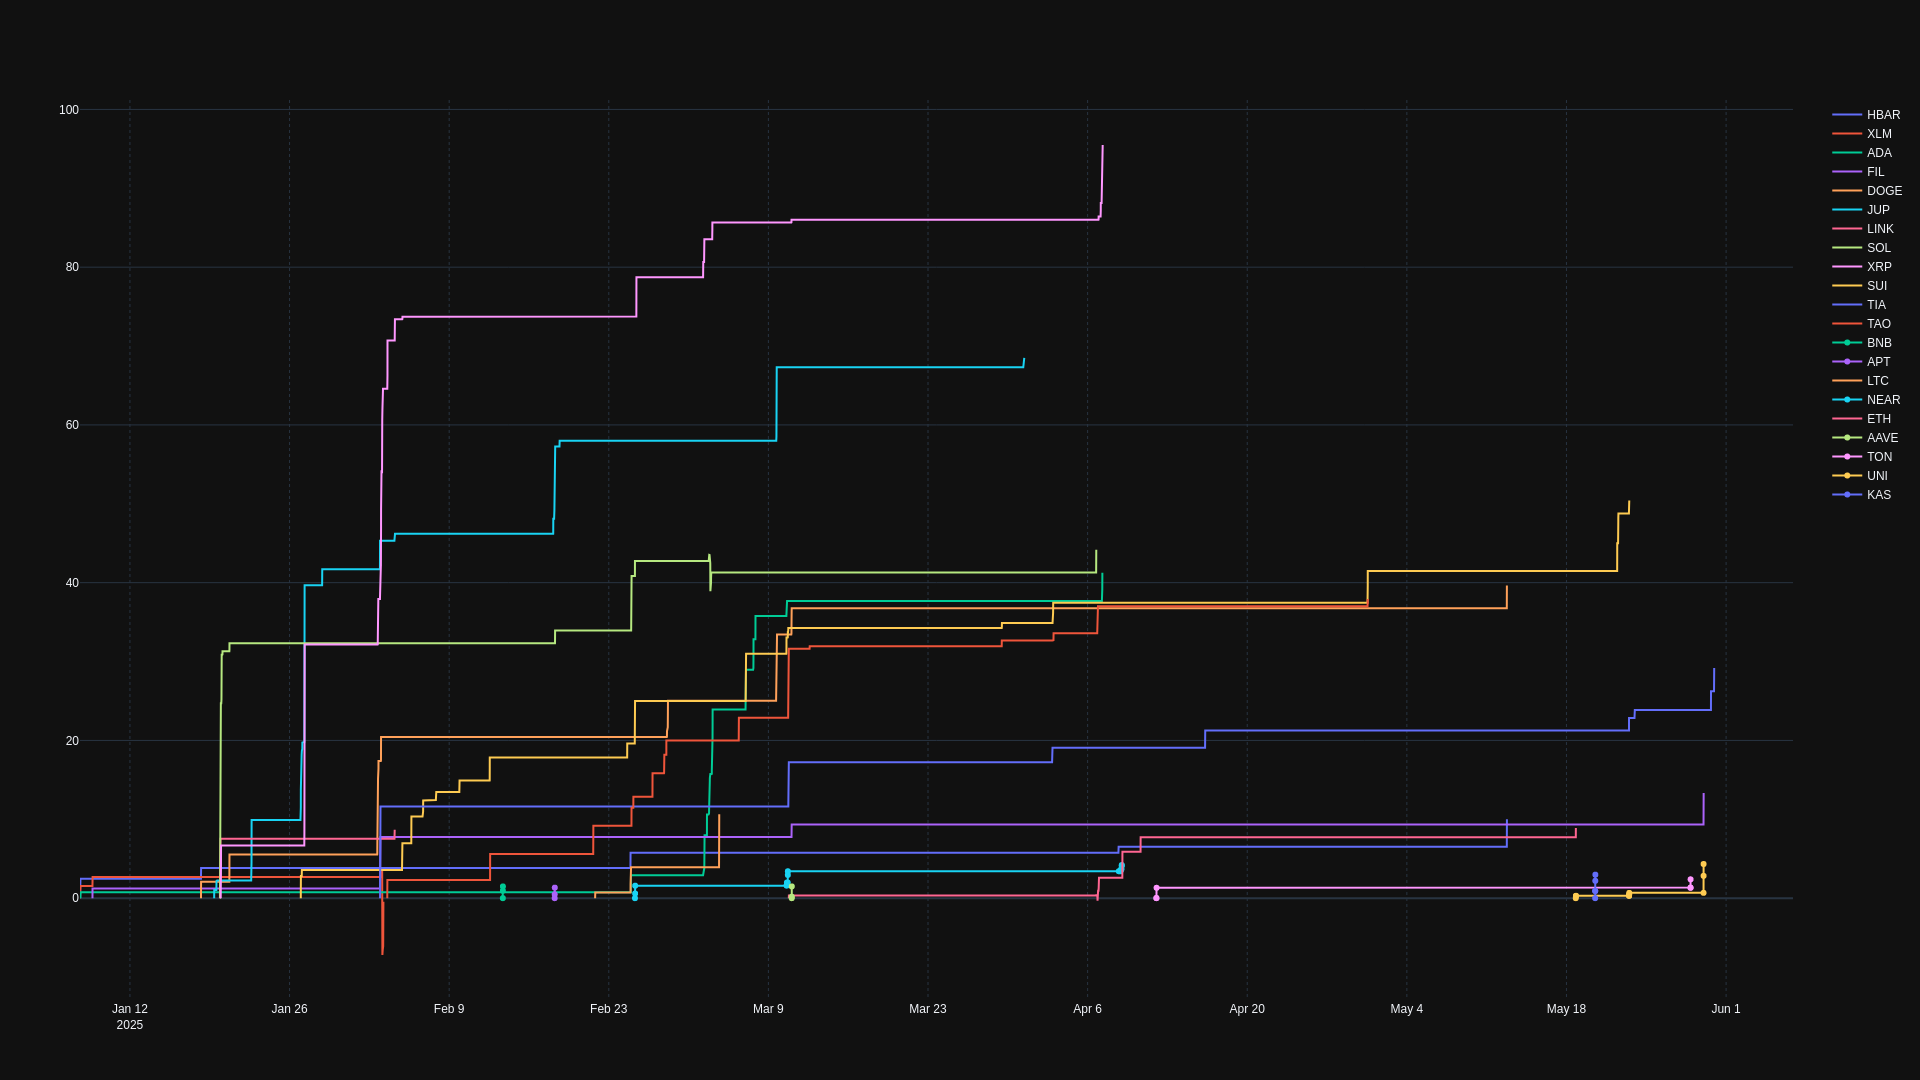 100
80
60
40
20
0
Jan 12
2025
Jan 26
Feb 9
Feb 23
Mar 9
Mar 23
Apr 6
Apr 20
May 4
May 18
Jun 1
HBAR
XLM
ADA
FIL
DOGE
JUP
LINK
SOL
XRP
SUI
TIA
TAO
BNB
APT
LTC
NEAR
ETH
AAVE
TON
UNI
KAS